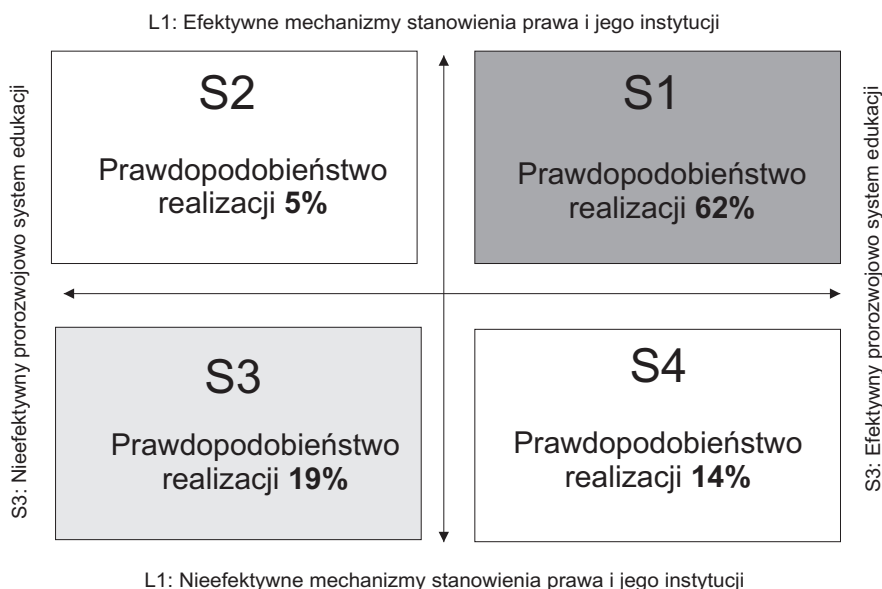 L1: Efektywne mechanizmy stanowienia prawa i jego instytucji
S3: Nieefektywny prorozwojowo system edukacji
S2
Prawdopodobieństwo
realizacji 5%
S1
Prawdopodobieństwo
realizacji 62%
S3
Prawdopodobieństwo
realizacji 19%
S4
Prawdopodobieństwo
realizacji 14%
S3: Efektywny prorozwojowo system edukacji
L1: Nieefektywne mechanizmy stanowienia prawa i jego instytucji